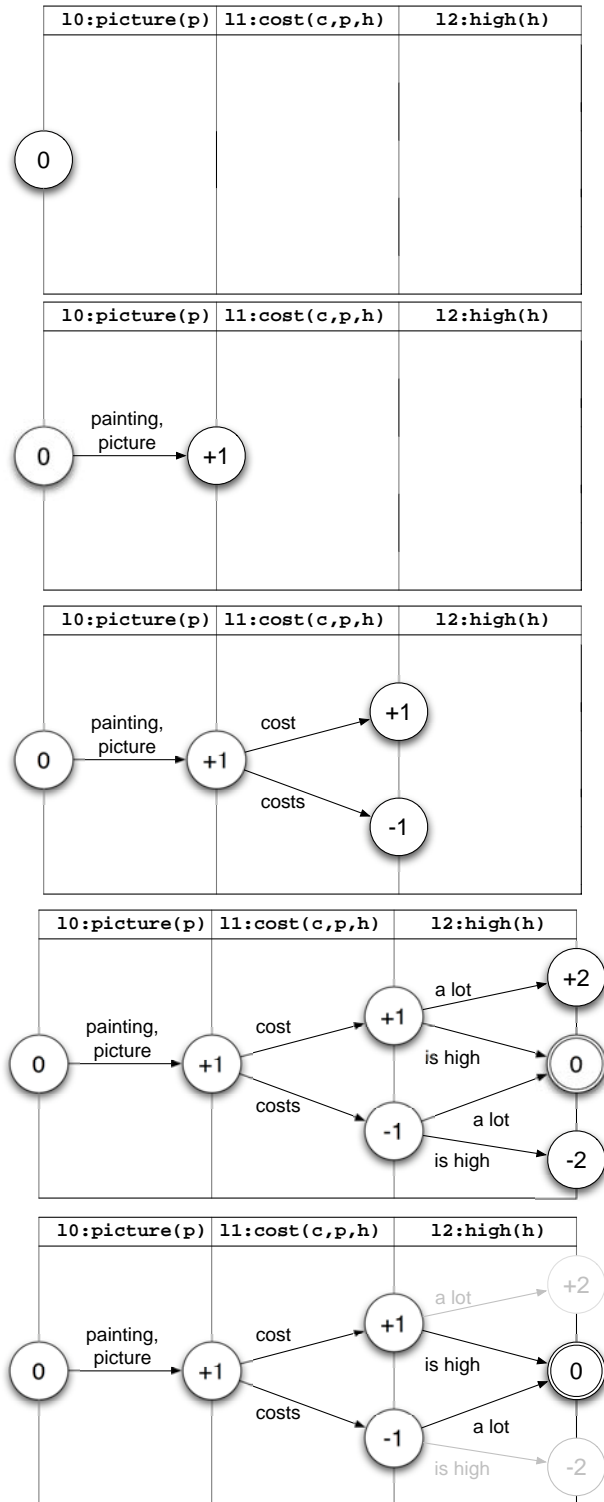 l0:picture(p) l1:cost(c,p,h) l2:high(h)
0
l0:picture(p) l1:cost(c,p,h) l2:high(h)
painting,
picture
0 +1
l0:picture(p) l1:cost(c,p,h) l2:high(h)
+1
cost
painting,
picture
0 +1
costs
-1
l0:picture(p) l1:cost(c,p,h) l2:high(h)
+2
a lot
+1
cost
painting,
picture
is high
0 +1 0
costs
a lot
-1
is high
-2
l0:picture(p) l1:cost(c,p,h) l2:high(h)
+2
a lot
+1
cost
painting,
picture
is high
0 +1 0
costs
a lot
-1
is high
-2